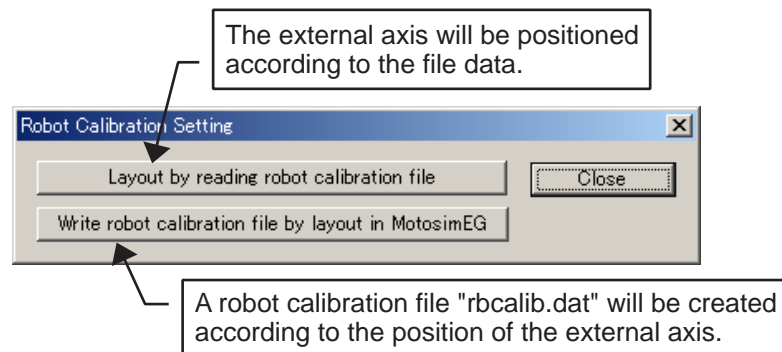 The external axis will be positioned
according to the file data.
Robot Calibration Setting
Layout by reading robot calibration file
Close
Write robot calibration file by layout in MotosimEG
A robot calibration file "rbcalib.dat" will be created
according to the position of the external axis.